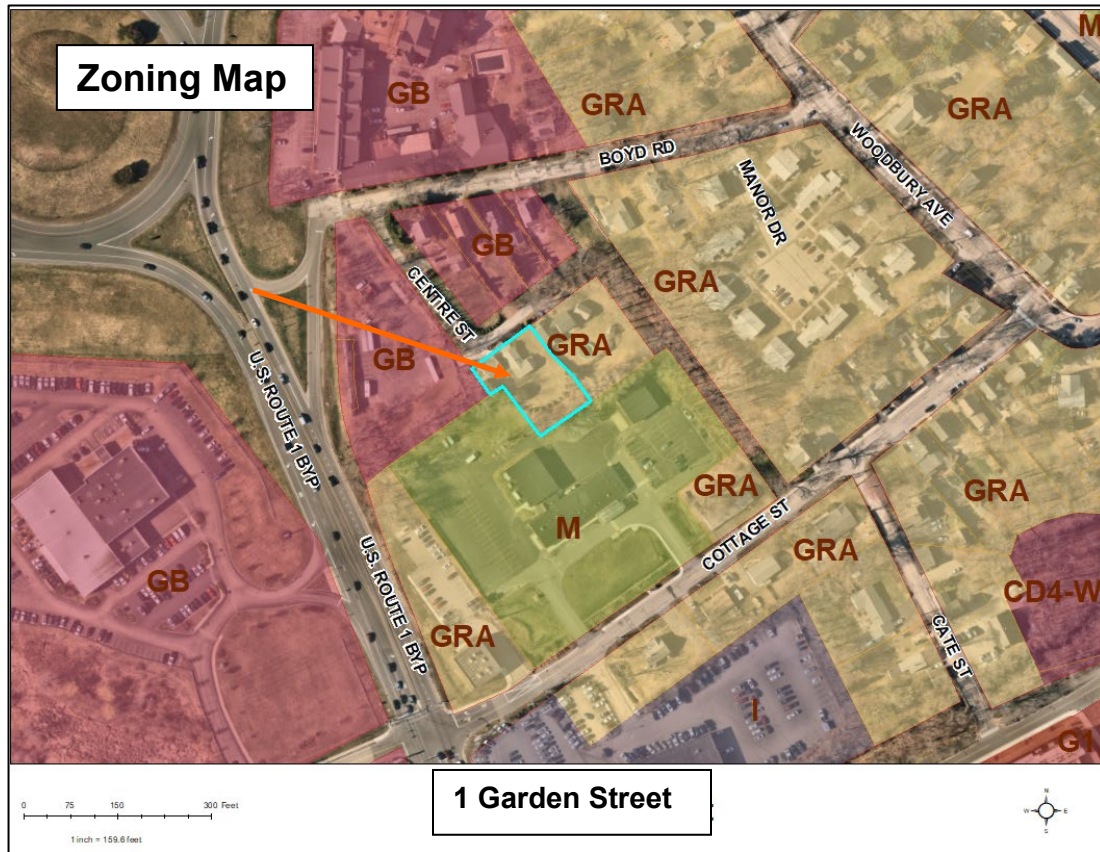 Zoning Map
M
GB
GRA
GRA
BOYD RD
WOODBURY AVE
MANOR DR
GB
GRA
CENTRE ST
GRA
GB
U.S. ROUTE 1 BYP
GRA
M
COTTAGE ST
GRA
GRA
GB
U.S. ROUTE 1 BYP
CD4-W
GRA
CATE ST
I
G1
1 Garden Street
0 75 150 300 Feet
1 inch = 159.6 feet
N
W E
S